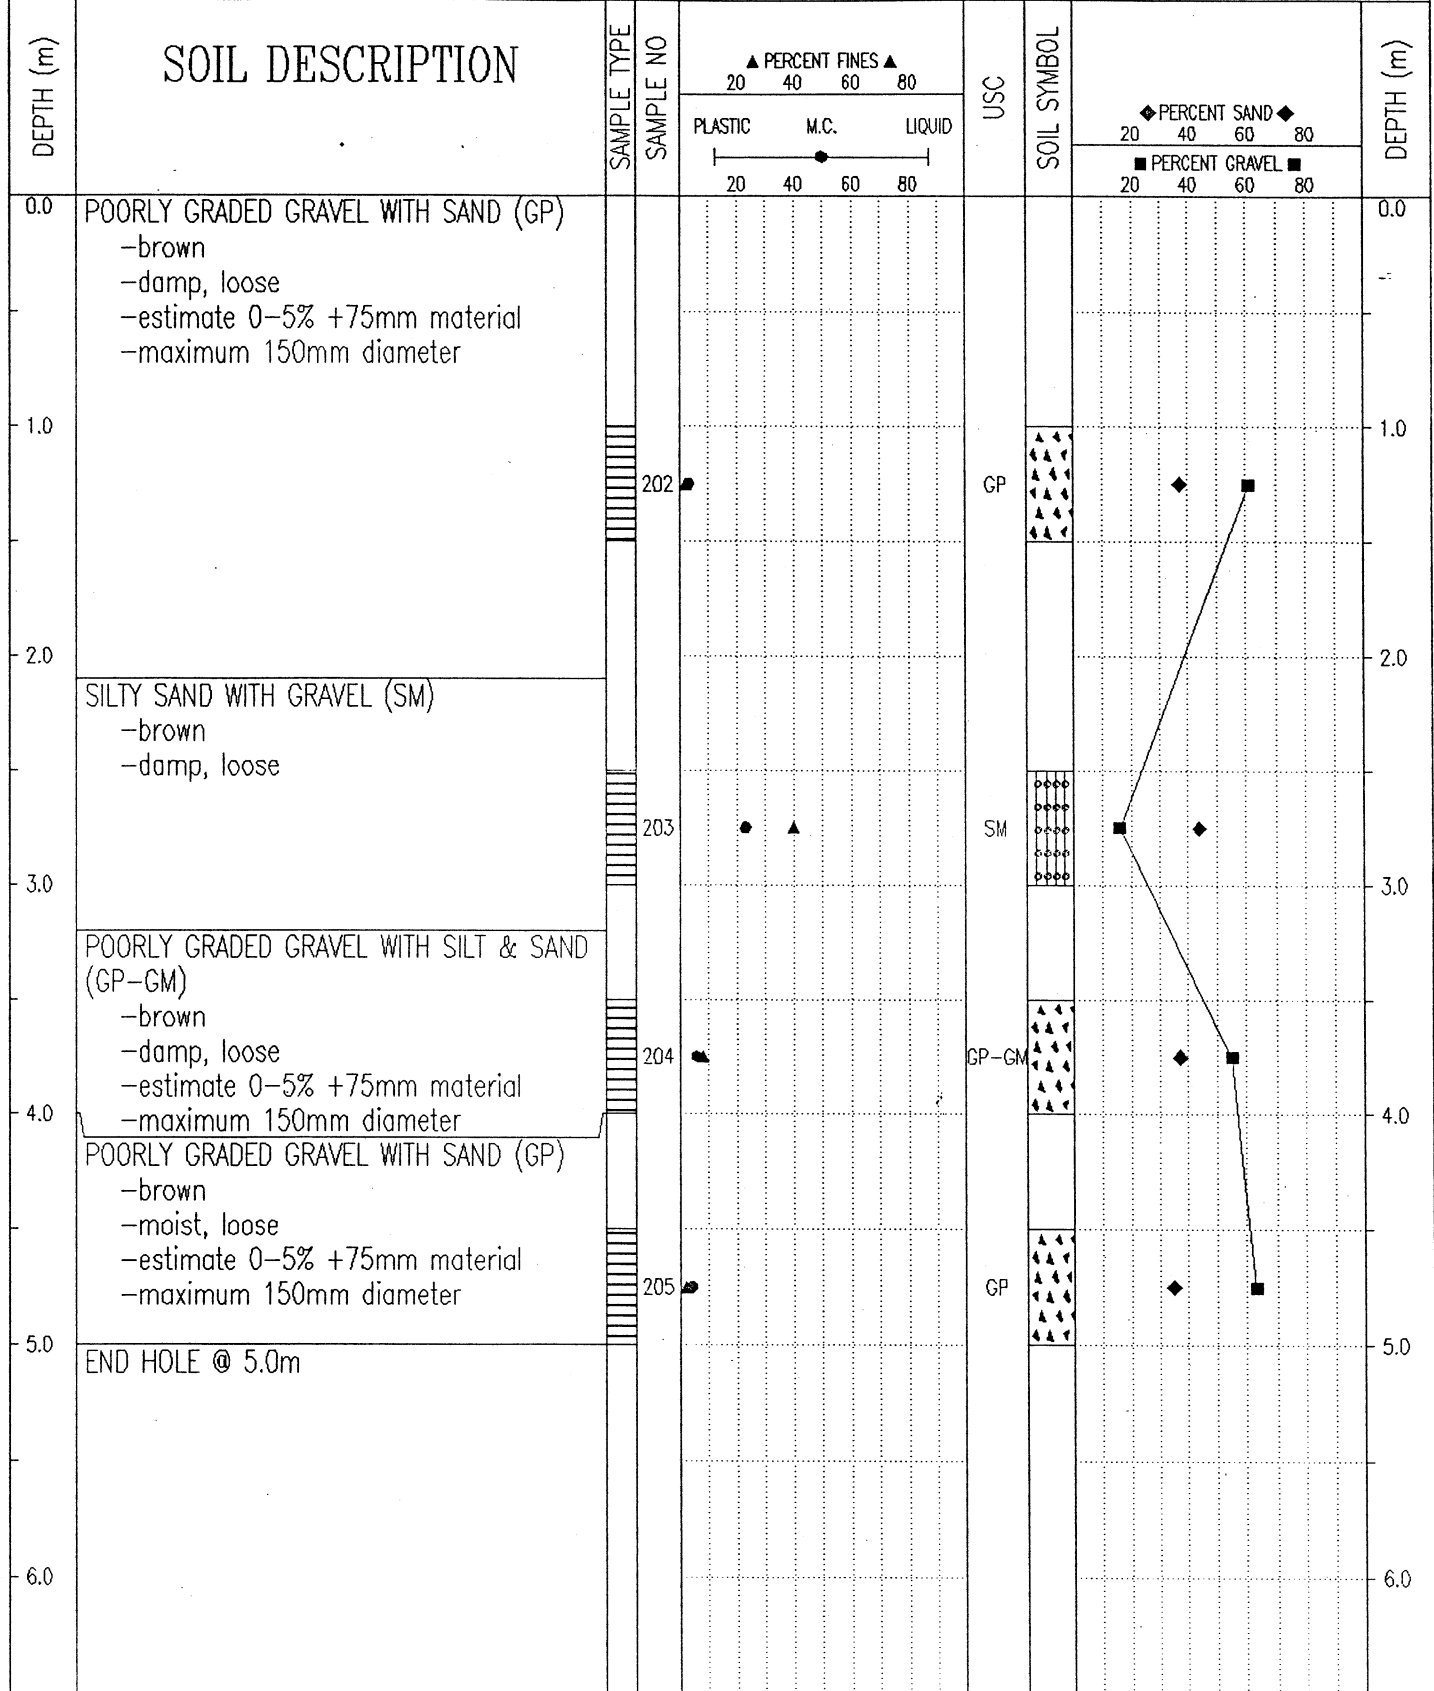 DEPTH (m)
SOIL DESCRIPTION
SAMPLE TYPE
SAMPLE NO
▲ PERCENT FINES ▲
20 40 60 80
PLASTIC M.C. LIQUID
20 40 60 80
USC
SOIL SYMBOL
◆PERCENT SAND◆
20 40 60 80
■ PERCENT GRAVEL ■
20 40 60 80
DEPTH (m)
0.0 POORLY GRADED GRAVEL WITH SAND (GP) 0.0
-brown
-damp, loose
-estimate 0-5% +75mm material
-maximum 150mm diameter
1.0 1.0
202 GP
2.0 2.0
SILTY SAND WITH GRAVEL (SM)
-brown
-damp, loose
203 SM
3.0 3.0
POORLY GRADED GRAVEL WITH SILT & SAND
(GP-GM)
-brown
-damp, loose
204 GP-GM
-estimate 0-5% +75mm material
4.0 -maximum 150mm diameter 4.0
POORLY GRADED GRAVEL WITH SAND (GP)
-brown
-moist, loose
-estimate 0-5% +75mm material
205 GP
-maximum 150mm diameter
5.0 5.0
END HOLE @ 5.0m
6.0 6.0